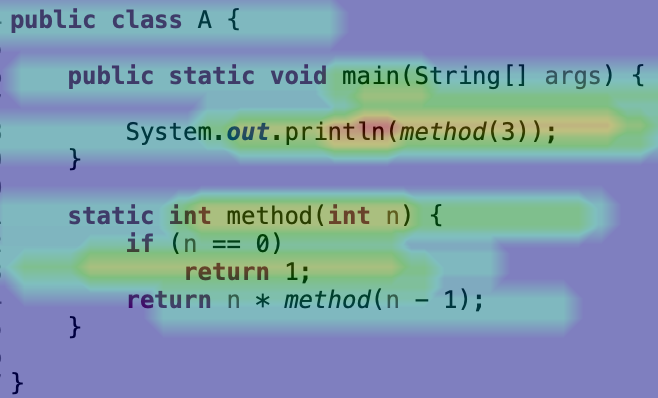 public class A {
public static void main(String[] args) {
System.out.println(method(3));
}
static int method(int n) {
if (n == 0)
return 1;
return n * method(n - 1);
}
}